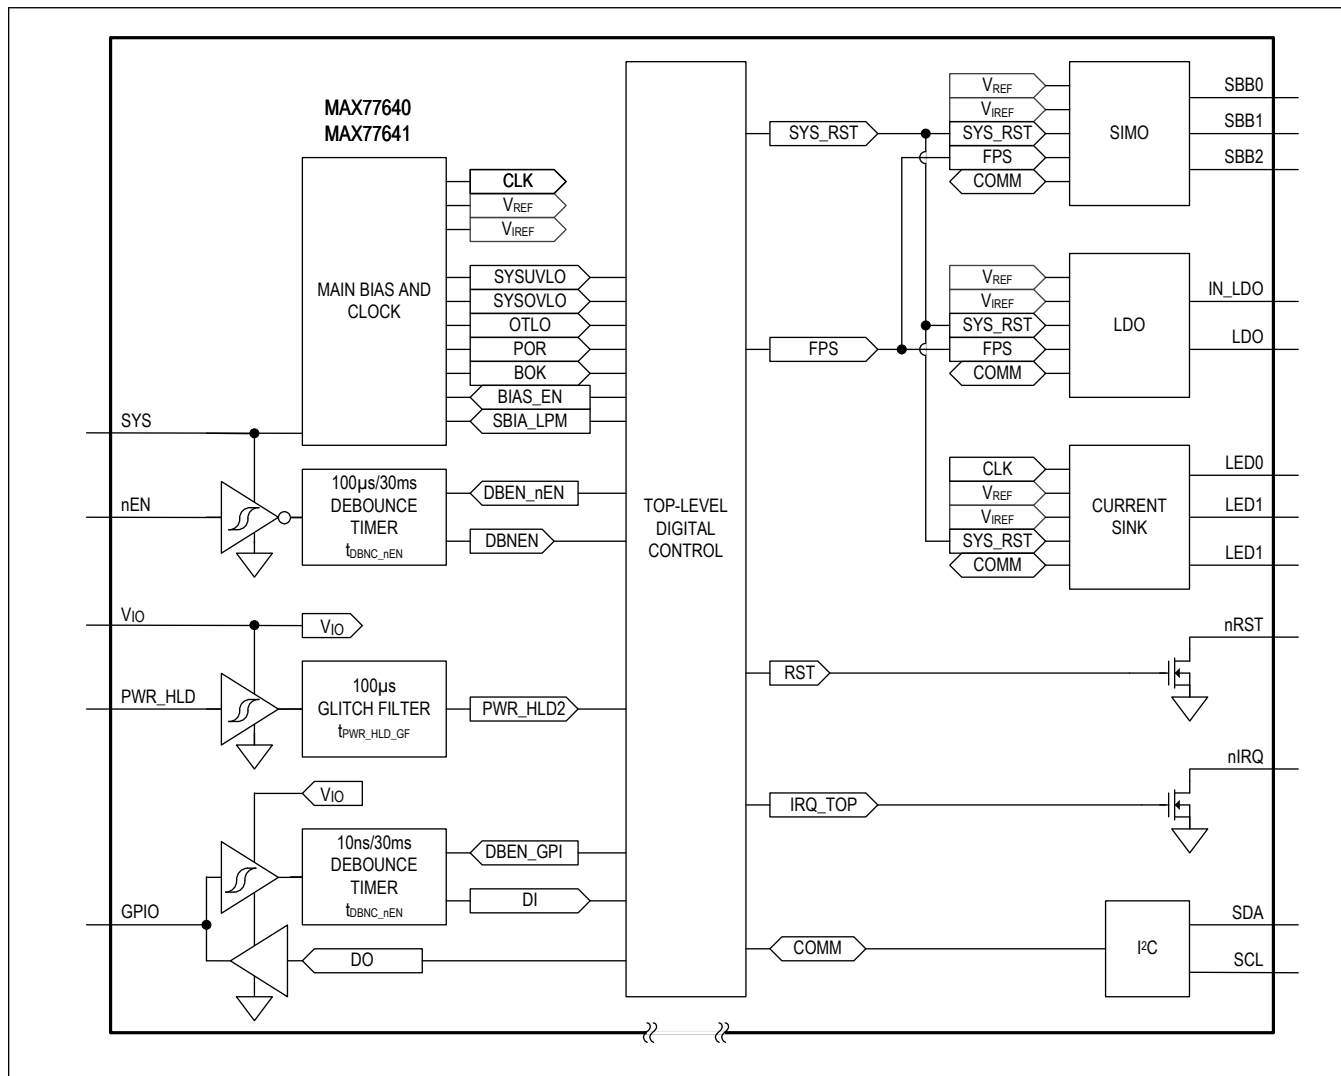 MAX77640
MAX77641
MAIN BIAS AND
CLOCK
CLK
VREF
VIREF
SYSUVLO
SYSOVLO
OTLO
POR
BOK
BIAS_EN
SBIA_LPM
SYS
nEN
100µs/30ms
DEBOUNCE
TIMER
tDBNC_nEN
DBEN_nEN
DBNEN
VIO
VIO
PWR_HLD
100µs
GLITCH FILTER
tPWR_HLD_GF
PWR_HLD2
VIO
10ns/30ms
DEBOUNCE
TIMER
tDBNC_nEN
DBEN_GPI
DI
GPIO
DO
TOP-LEVEL
DIGITAL
CONTROL
SYS_RST
FPS
RST
IRQ_TOP
COMM
VREF
VIREF
SYS_RST
FPS
COMM
SIMO
SBB0
SBB1
SBB2
VREF
VIREF
SYS_RST
FPS
COMM
LDO
IN_LDO
LDO
CLK
VREF
VIREF
SYS_RST
COMM
CURRENT
SINK
LED0
LED1
LED1
nRST
nIRQ
I²C
SDA
SCL